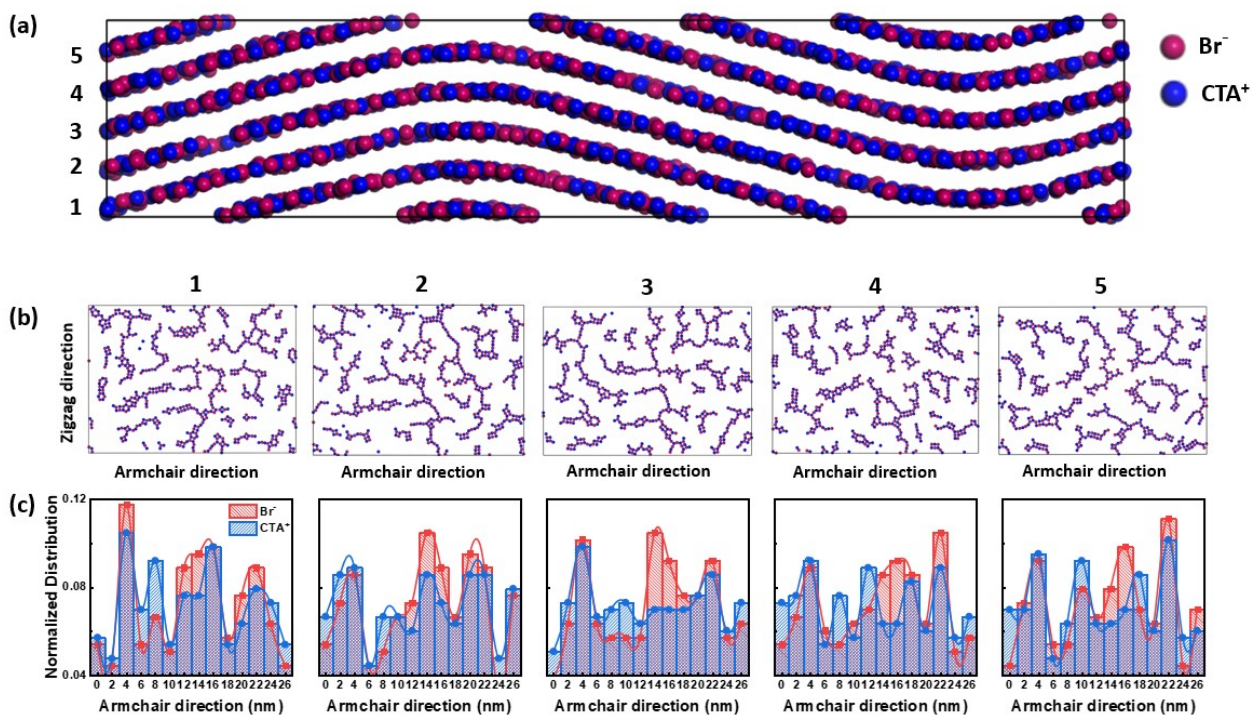 (a)
5
4
3
2
1
Br⁻
CTA⁺
1 2 3 4 5
(b)
Zigzag direction
Armchair direction Armchair direction Armchair direction Armchair direction Armchair direction
(c)
Normalized Distribution
0.12
0.08
0.04
Br⁻
CTA⁺
0 2 4 6 8 10 12 14 16 18 20 22 24 26 0 2 4 6 8 10 12 14 16 18 20 22 24 26 0 2 4 6 8 10 12 14 16 18 20 22 24 26 0 2 4 6 8 10 12 14 16 18 20 22 24 26 0 2 4 6 8 10 12 14 16 18 20 22 24 26
Armchair direction (nm) Armchair direction (nm) Armchair direction (nm) Armchair direction (nm) Armchair direction (nm)